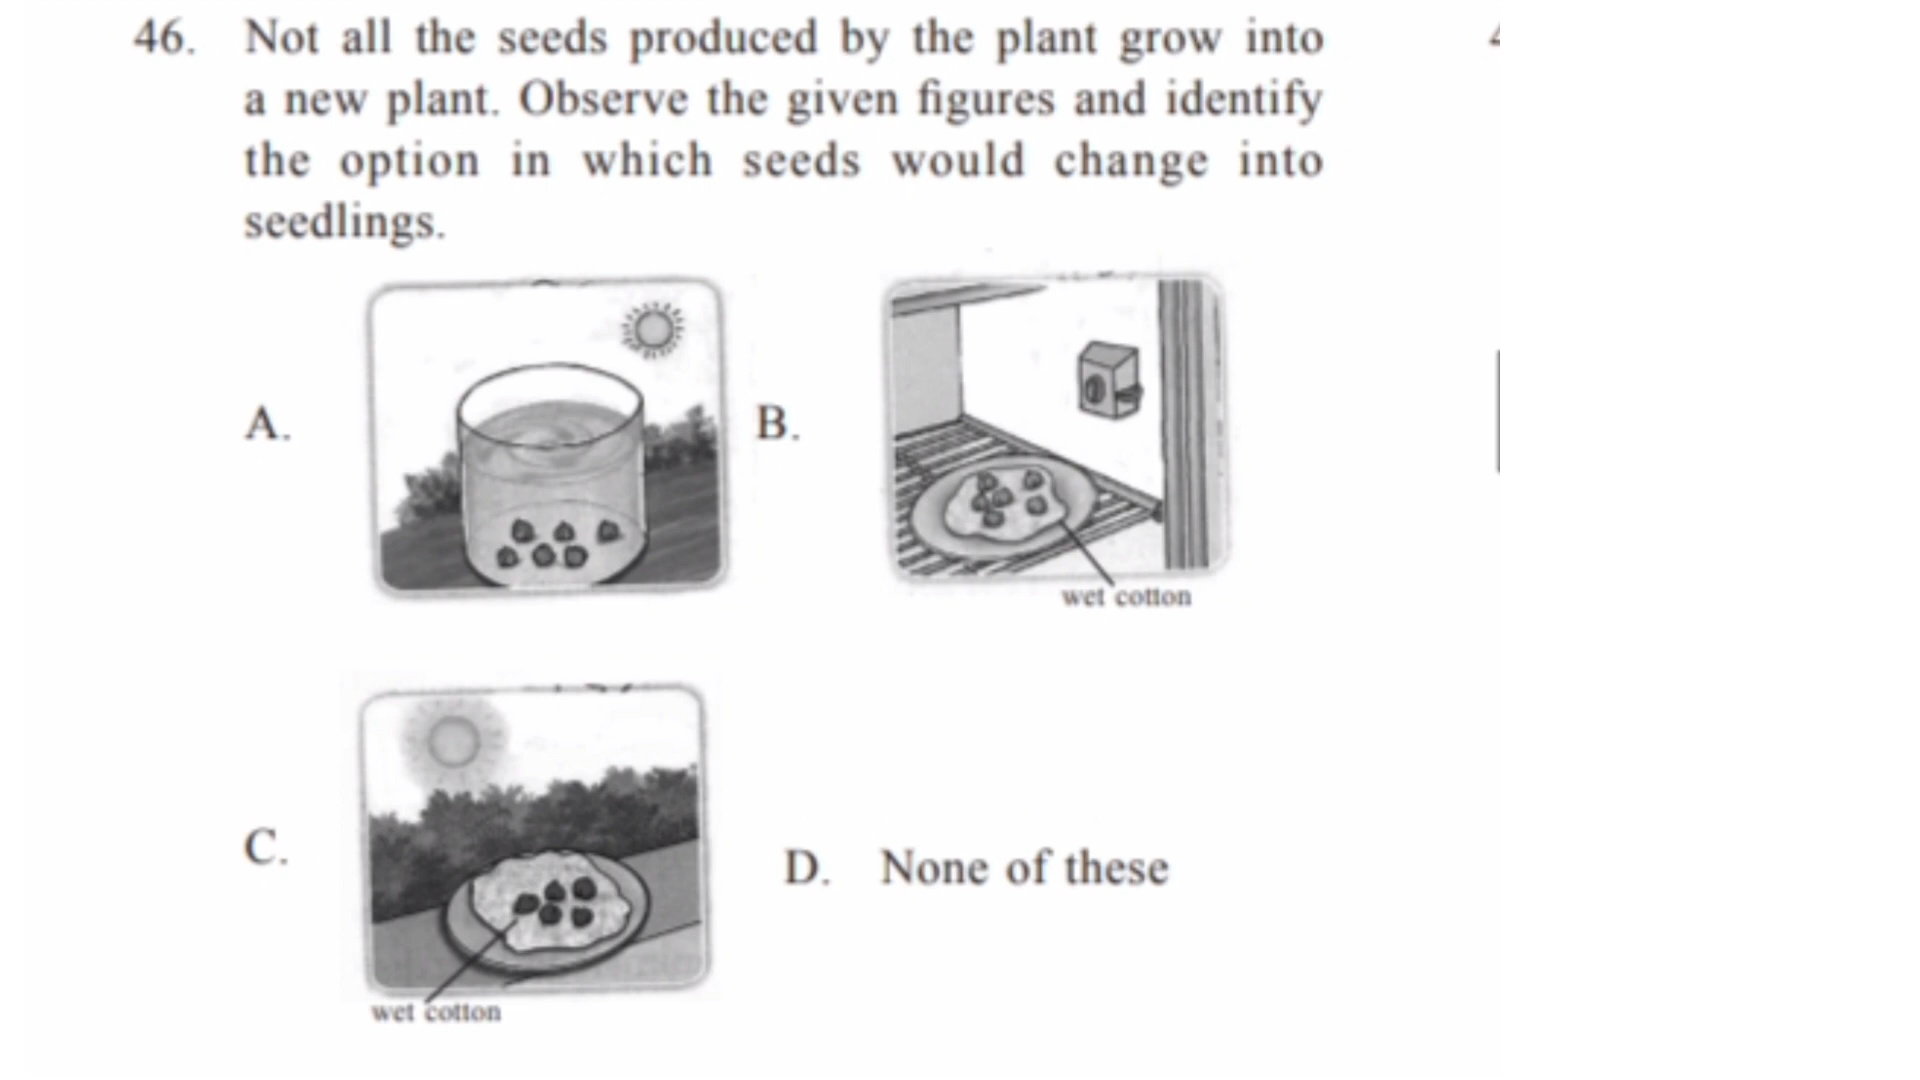 46. Not all the seeds produced by the plant grow into
a new plant. Observe the given figures and identify
the option in which seeds would change into
seedlings.
A.
B.
wet cotton
C.
D. None of these
wet cotton